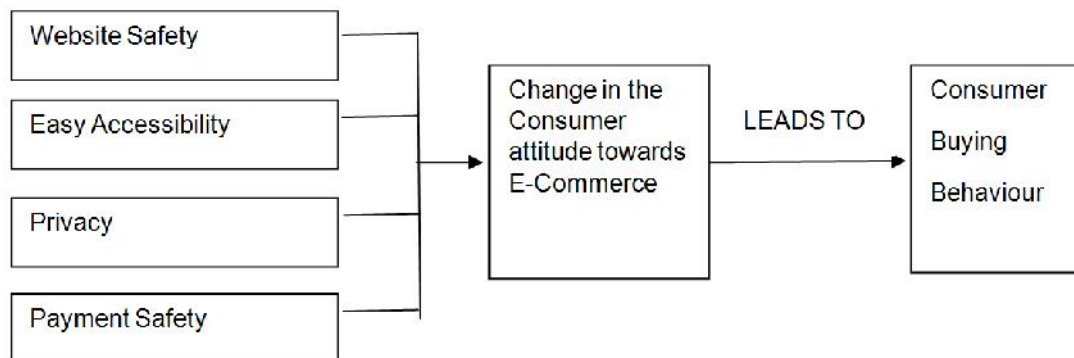 Website Safety
Easy Accessibility
Privacy
Payment Safety
Change in the
Consumer
attitude towards
E-Commerce
LEADS TO
Consumer
Buying
Behaviour